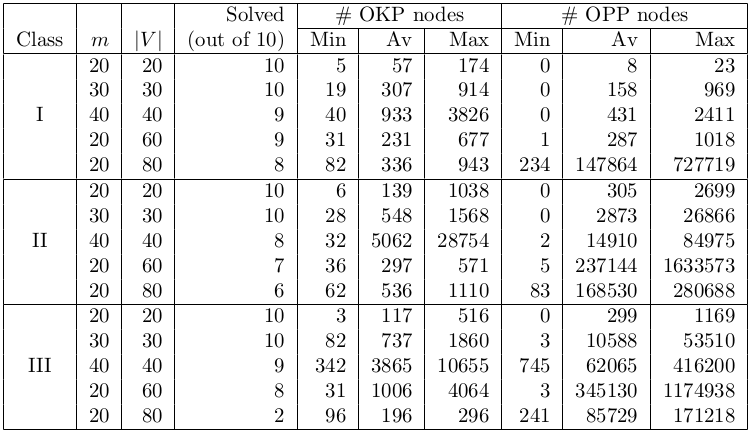 Solved # OKP nodes # OPP nodes
Class m |V| (out of 10) Min Av Max Min Av Max
20 20 10 5 57 174 0 8 23
30 30 10 19 307 914 0 158 969
I 40 40 9 40 933 3826 0 431 2411
20 60 9 31 231 677 1 287 1018
20 80 8 82 336 943 234 147864 727719
20 20 10 6 139 1038 0 305 2699
30 30 10 28 548 1568 0 2873 26866
II 40 40 8 32 5062 28754 2 14910 84975
20 60 7 36 297 571 5 237144 1633573
20 80 6 62 536 1110 83 168530 280688
20 20 10 3 117 516 0 299 1169
30 30 10 82 737 1860 3 10588 53510
III 40 40 9 342 3865 10655 745 62065 416200
20 60 8 31 1006 4064 3 345130 1174938
20 80 2 96 196 296 241 85729 171218